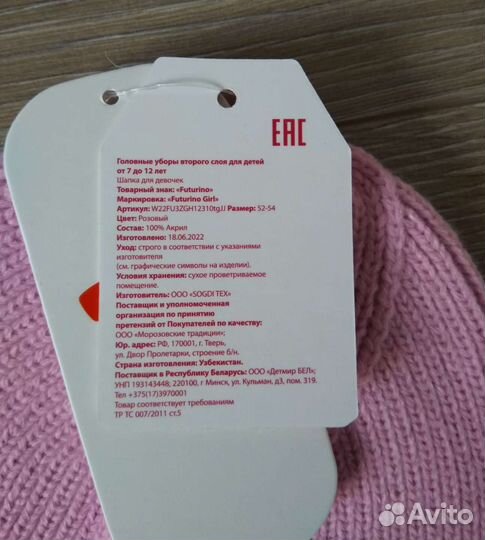 EAC
Головные уборы второго слоя для детей
от 7 до 12 лет
Шапка для девочек
Товарный знак: «Futurino»
Маркировка: «Futurino Girl»
Артикул: W22FU3ZGH12310tgJJ Размер: 52-54
Цвет: Розовый
Состав: 100% Акрил
Изготовлено: 18.06.2022
Уход: строго в соответствии с указаниями
изготовителя
(см. графические символы на изделии).
Условия хранения: сухое проветриваемое
помещение.
Изготовитель: ООО «SOGDI TEX»
Поставщик и уполномоченная
организация по принятию
претензий от Покупателей по качеству:
ООО «Морозовские традиции»;
Юр. адрес: РФ, 170001, г. Тверь,
ул. Двор Пролетарки, строение б/н.
Страна изготовления: Узбекистан.
Поставщик в Республику Беларусь: ООО «Детмир БЕЛ»;
УНП 193143448; 220100, г Минск, ул. Кульман, д3, пом. 319.
Тел +375(17)3970001
Товар соответствует требованиям
ТР ТС 007/2011 ст.5
Avito